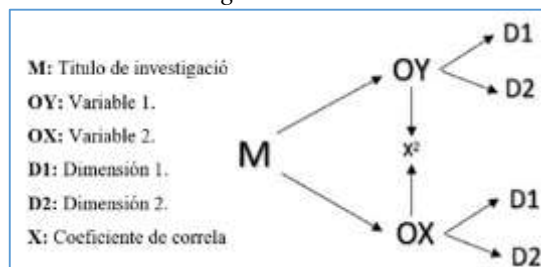 M: Titulo de investigació
OY: Variable 1.
OX: Variable 2.
D1: Dimensión 1.
D2: Dimensión 2.
X: Coeficiente de correla
M
OY
D1
D2
X²
OX
D1
D2